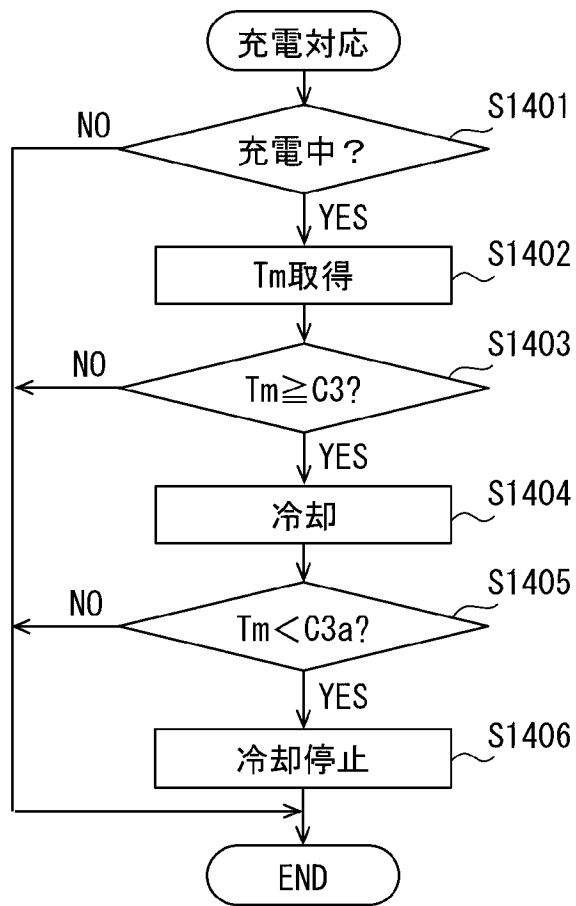 充電対応
S1401
NO
充電中？
YES
S1402
Tm取得
S1403
NO
Tm≧C3?
YES
S1404
冷却
S1405
NO
Tm＜C3a?
YES
S1406
冷却停止
END